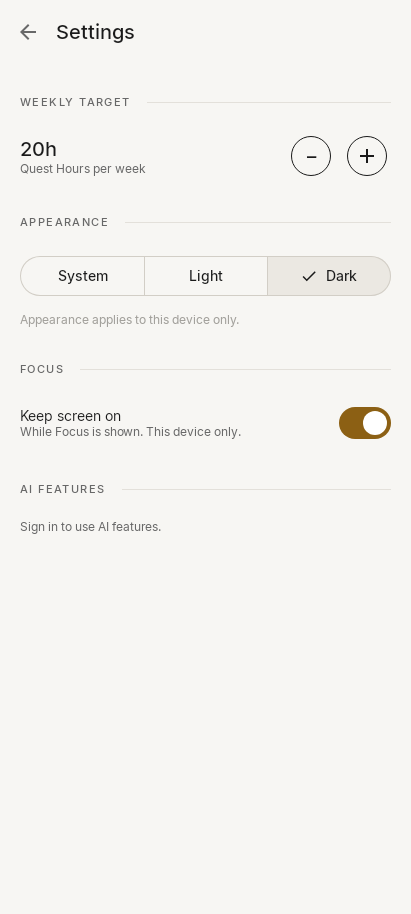 Settings
WEEKLY TARGET
20h
Quest Hours per week
APPEARANCE
System Light Dark
Appearance applies to this device only.
FOCUS
Keep screen on
While Focus is shown. This device only.
AI FEATURES
Sign in to use AI features.